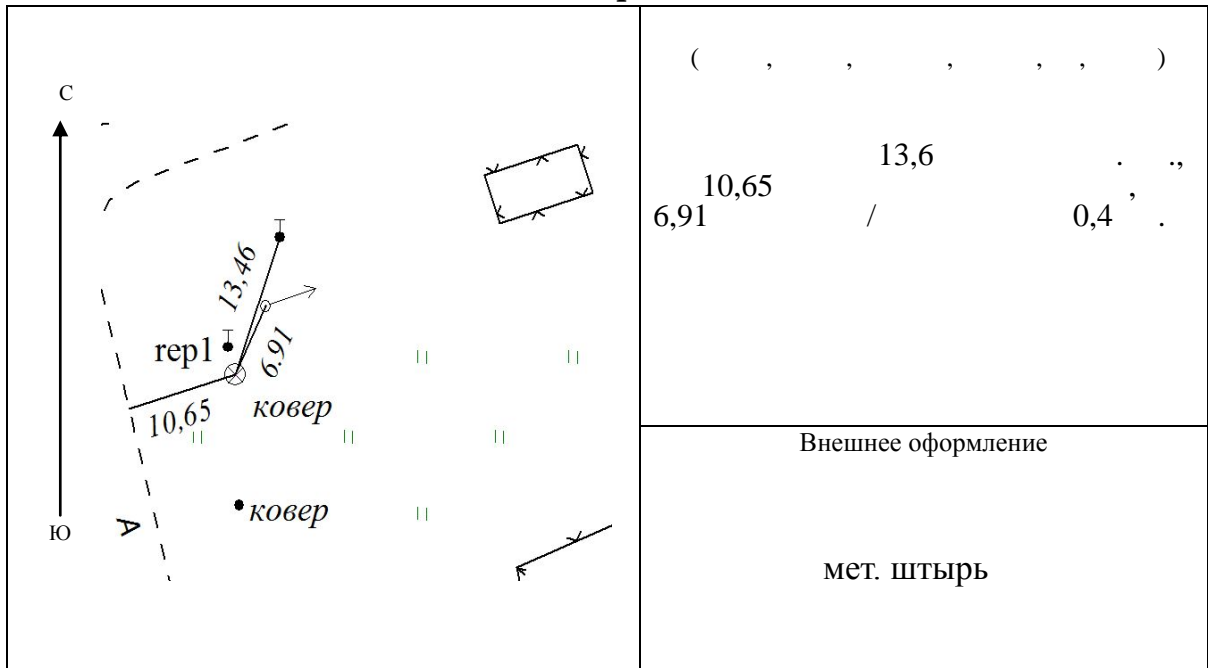 С
13,46
rep1
6.91
10,65
ковер
А
ковер
Ю
( , , , , , )
13,6 . .,
10,65 ,
6,91 / 0,4 .
Внешнее оформление
мет. штырь